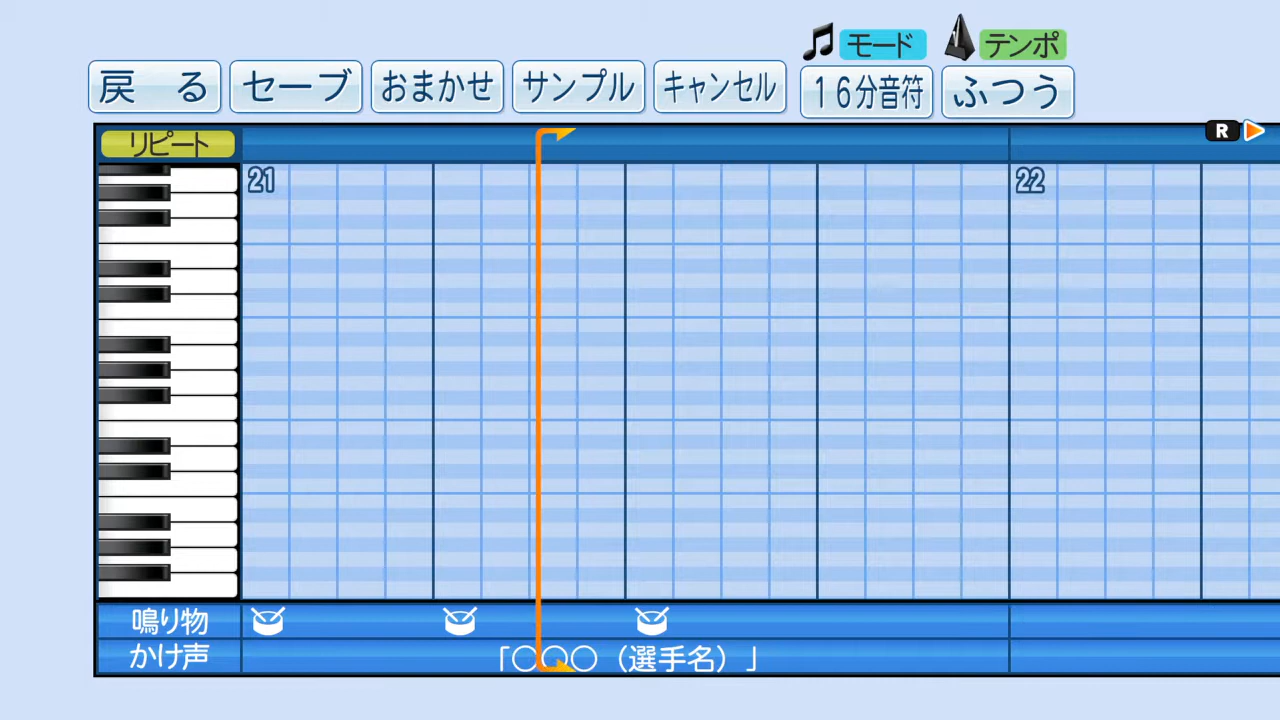 モード テンポ
戻る セーブ おまかせ サンプル キャンセル 16分音符 ふつう
リピート R
21 22
鳴り物
かけ声 「○○○（選手名）」